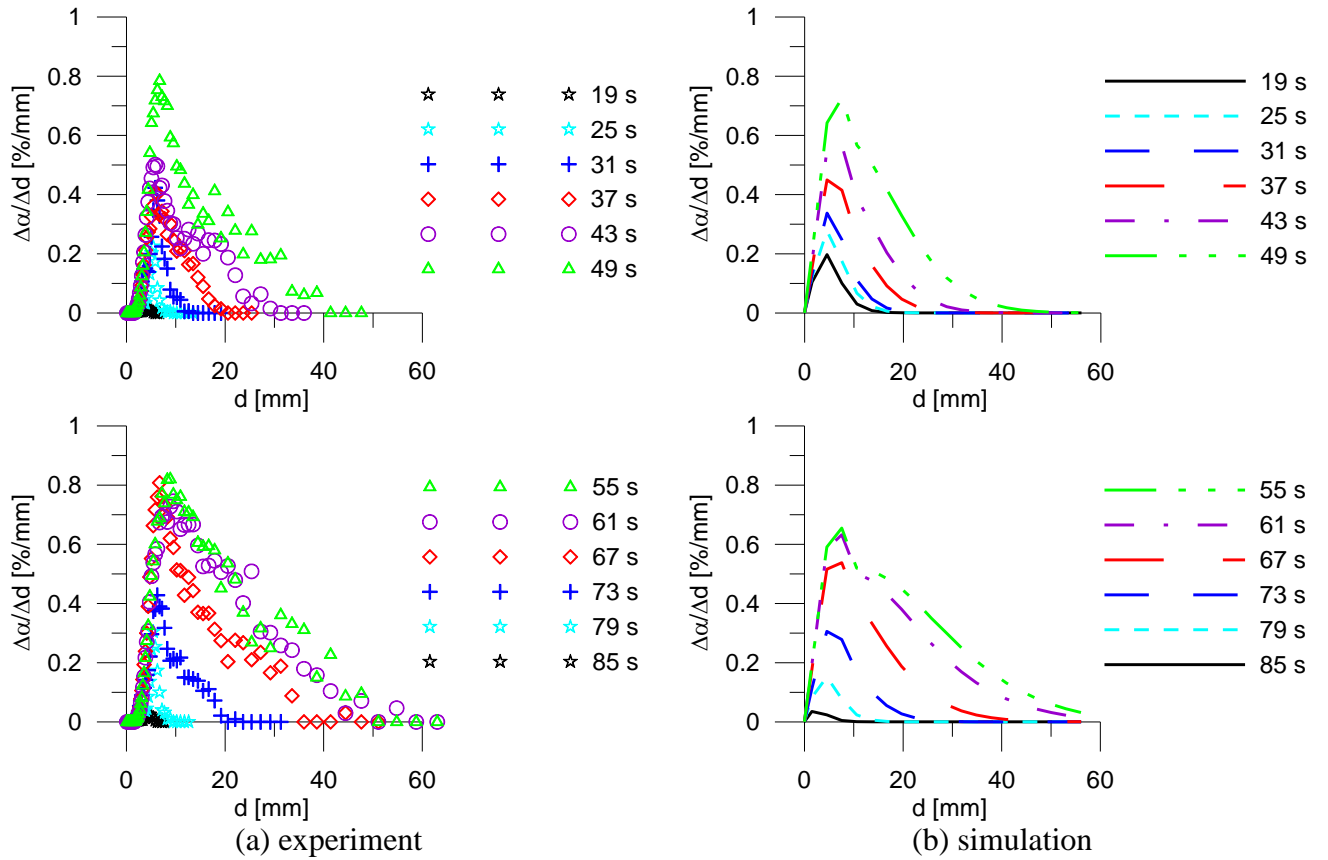 1
0.8
0.6
0.4
0.2
0
Δα/Δd [%/mm]
0 20 40 60
d [mm]
19 s
25 s
31 s
37 s
43 s
49 s
1
0.8
0.6
0.4
0.2
0
Δα/Δd [%/mm]
0 20 40 60
d [mm]
19 s
25 s
31 s
37 s
43 s
49 s
1
0.8
0.6
0.4
0.2
0
Δα/Δd [%/mm]
0 20 40 60
d [mm]
55 s
61 s
67 s
73 s
79 s
85 s
1
0.8
0.6
0.4
0.2
0
Δα/Δd [%/mm]
0 20 40 60
d [mm]
55 s
61 s
67 s
73 s
79 s
85 s
(a) experiment
(b) simulation